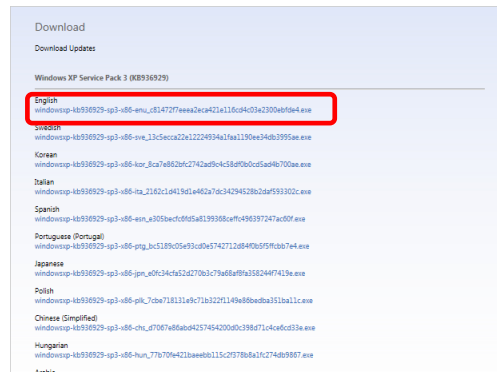 Download
Download Updates
Windows XP Service Pack 3 (KB936929)
English
windowsxp-kb936929-sp3-x86-enu_c81472f7eeea2eca421e116cd4c03e2300ebfde4.exe
Swedish
windowsxp-kb936929-sp3-x86-sve_13c5ecca22e12224934a1faa1190ee34db3995ae.exe
Korean
windowsxp-kb936929-sp3-x86-kor_8ca7e862bfc2742ad9c4c58df0b0cd5ad4b700ae.exe
Italian
windowsxp-kb936929-sp3-x86-ita_2162c1d419d1e462a7dc34294528b2daf593302c.exe
Spanish
windowsxp-kb936929-sp3-x86-esn_e305becfc6fd5a8199368ceffc496397247ac60f.exe
Portuguese (Portugal)
windowsxp-kb936929-sp3-x86-ptg_bc5189c05e93cd0e5742712d84f0b5f5ffcbb7e4.exe
Japanese
windowsxp-kb936929-sp3-x86-jpn_e0fc34cfa52d270b3c79a68af8fa358244f7419e.exe
Polish
windowsxp-kb936929-sp3-x86-plk_7cbe718131e9c71b322f1149e86bedba351ba11c.exe
Chinese (Simplified)
windowsxp-kb936929-sp3-x86-chs_d7067e86abd4257454200d0c398d71c4ce6cd33e.exe
Hungarian
windowsxp-kb936929-sp3-x86-hun_77b70fe421baeebb115c2f378b8a1fc274db9867.exe
Arabic